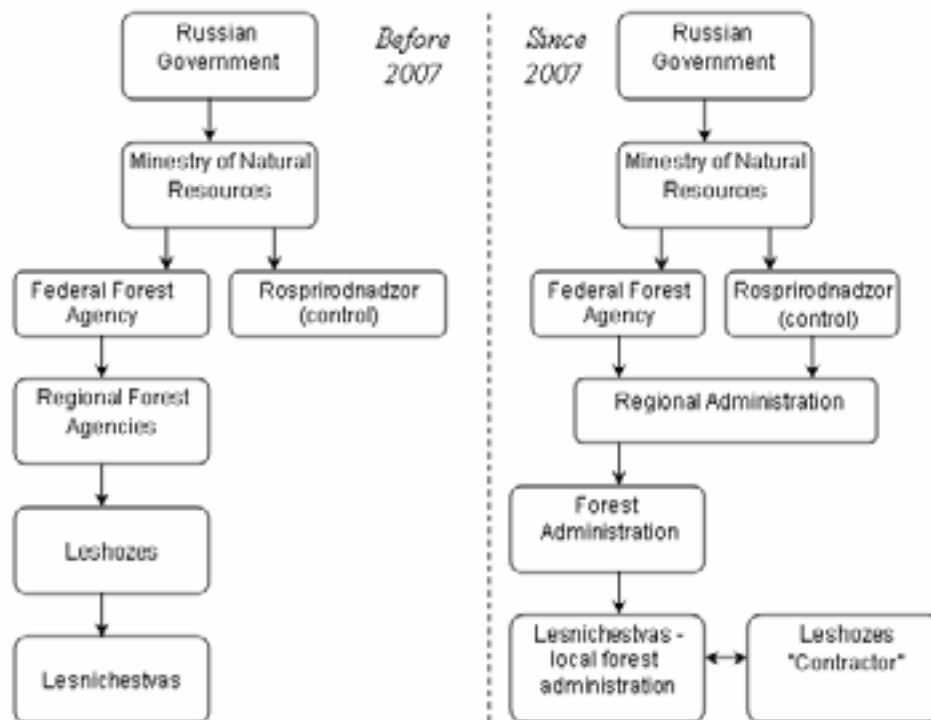 Russian
Government
Before
2007
Minestry of Natural
Resources
Federal Forest
Agency
Rosprirodnadzor
(control)
Regional Forest
Agencies
Leshozes
Lesnichestvas
Since
2007
Russian
Government
Ministry of Natural
Resources
Federal Forest
Agency
Rosprirodnadzor
(control)
Regional Administration
Forest
Administration
Lesnichestvas -
local forest
administration
Leshozes
"Contractor"